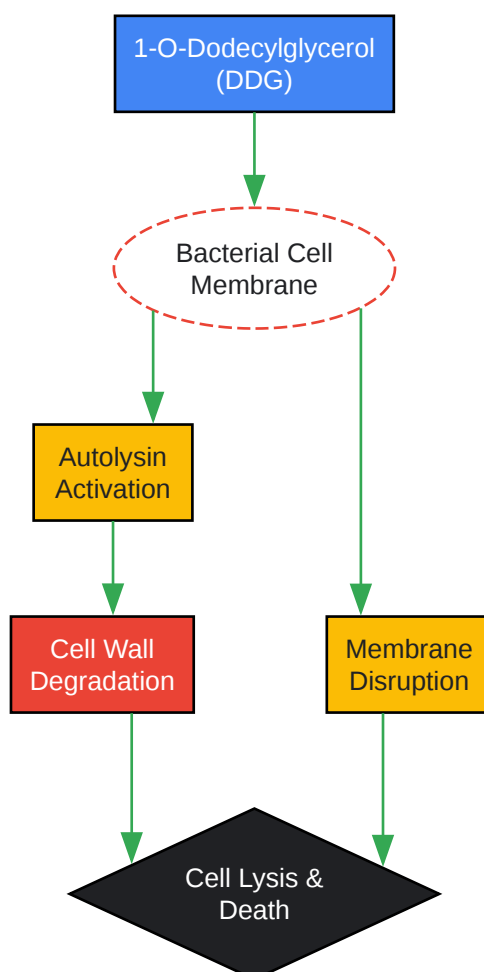 1-O-Dodecylglycerol
(DDG)
Bacterial Cell
Membrane
Autolysin
Activation
Cell Wall
Degradation
Membrane
Disruption
Cell Lysis &
Death